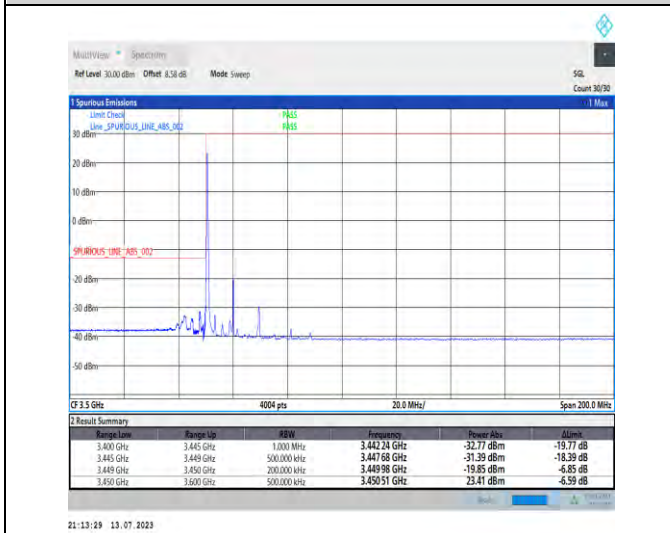 MultiView Spectrum
Ref Level 30.00 dBm Offset 8.58 dB Mode Sweep SGL
Count 30/30
1 Spurious Emissions 1 Max
Limit Check PASS
Line _SPURIOUS_LINE_ABS_002 PASS
30 dBm
20 dBm
10 dBm
0 dBm
SPURIOUS_LINE_ABS_002
-20 dBm
-30 dBm
-40 dBm
-50 dBm
CF 3.5 GHz 4004 pts 20.0 MHz/ Span 200.0 MHz
2 Result Summary
Range Low Range Up RBW Frequency Power Abs ΔLimit
3.400 GHz 3.445 GHz 1.000 MHz 3.442 24 GHz -32.77 dBm -19.77 dB
3.445 GHz 3.449 GHz 500.000 kHz 3.447 68 GHz -31.39 dBm -18.39 dB
3.449 GHz 3.450 GHz 200.000 kHz 3.449 98 GHz -19.85 dBm -6.85 dB
3.450 GHz 3.600 GHz 500.000 kHz 3.450 51 GHz 23.41 dBm -6.59 dB
Ready
21:13:29 13.07.2023